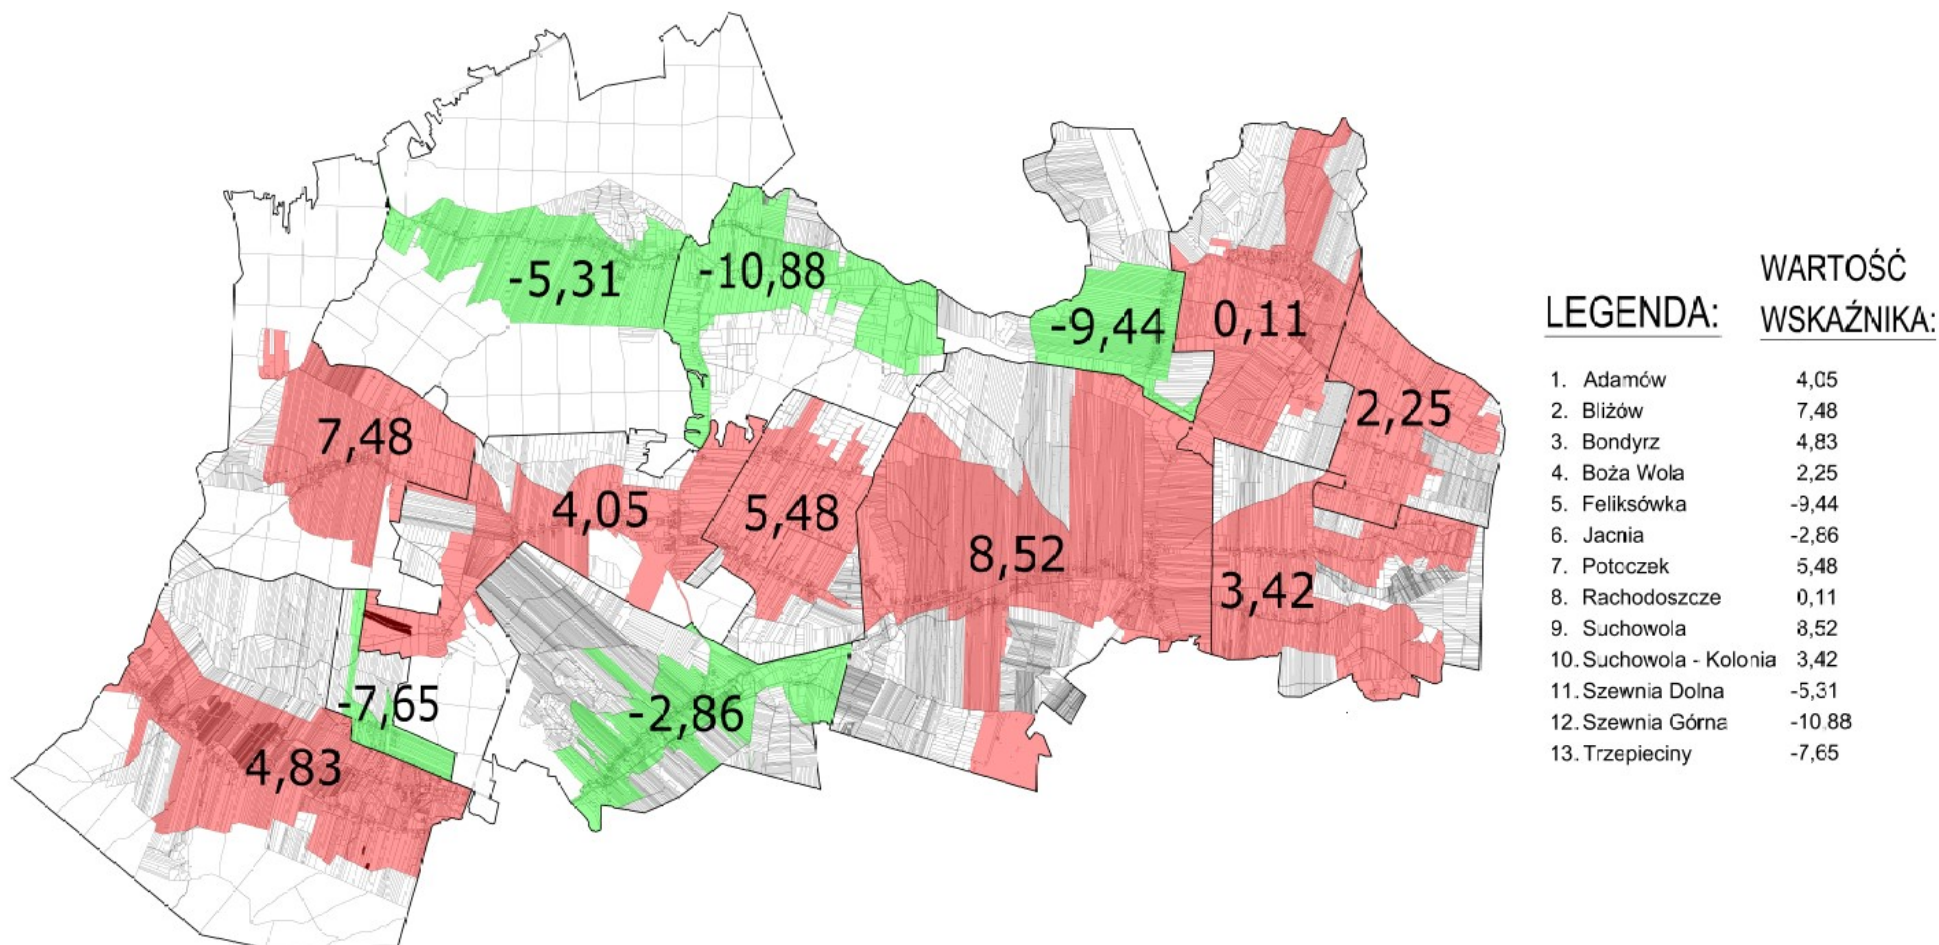 -5,31
-10,88
-9,44
0,11
7,48
2,25
4,05
5,48
8,52
3,42
-7,65
-2,86
4,83
LEGENDA:
WARTOŚĆ
WSKAŹNIKA:
1. Adamów 4,05
2. Bliżów 7,48
3. Bondyrz 4,83
4. Boża Wola 2,25
5. Feliksówka -9,44
6. Jacnia -2,86
7. Potoczek 5,48
8. Rachodoszcze 0,11
9. Suchowola 8,52
10. Suchowola - Kolonia 3,42
11. Szewnia Dolna -5,31
12. Szewnia Górna -10,88
13. Trzepieciny -7,65